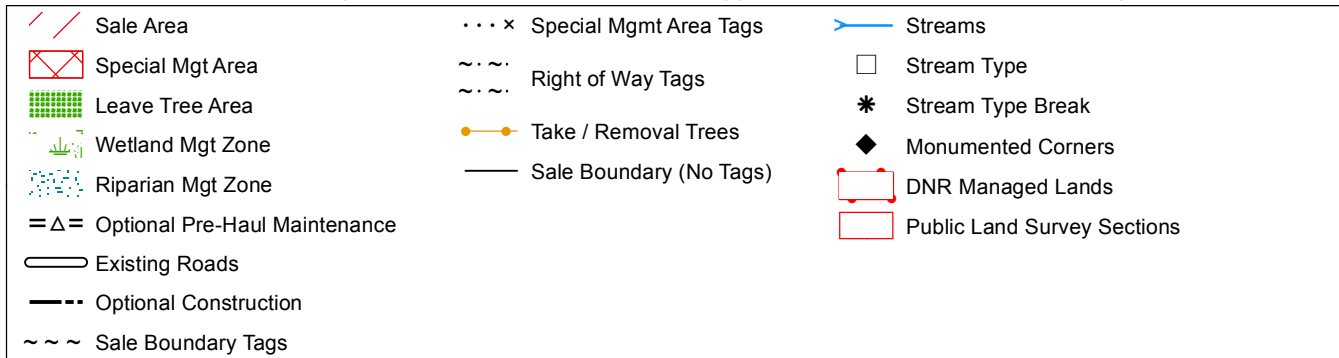 Sale Area
Special Mgt Area
Leave Tree Area
Wetland Mgt Zone
Riparian Mgt Zone
Optional Pre-Haul Maintenance
Existing Roads
Optional Construction
Sale Boundary Tags
Special Mgmt Area Tags
Right of Way Tags
Take / Removal Trees
Sale Boundary (No Tags)
Streams
Stream Type
Stream Type Break
Monumented Corners
DNR Managed Lands
Public Land Survey Sections